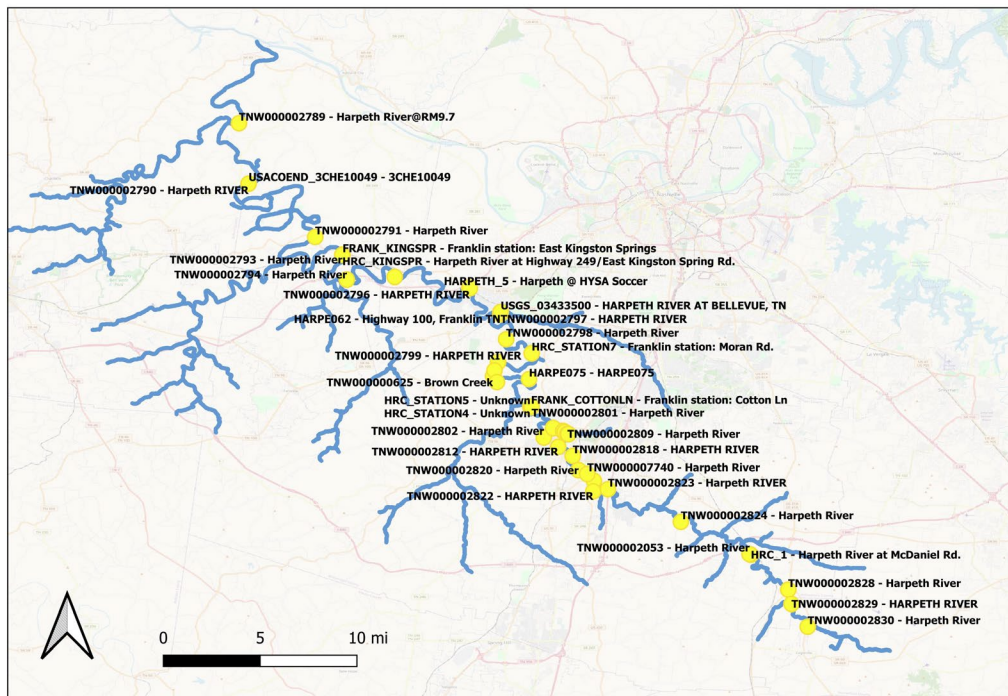 TNW000002789 - Harpeth River@RM9.7
USACOEND_3CHE10049 - 3CHE10049
TNW000002790 - Harpeth RIVER
TNW000002791 - Harpeth River
FRANK_KINGSPR - Franklin station: East Kingston Springs
TNW000002793 - Harpeth River
HRC_KINGSPR - Harpeth River at Highway 249/East Kingston Spring Rd.
TNW000002794 - Harpeth River
HARPETH_5 - Harpeth @ HYSA Soccer
TNW000002796 - HARPETH RIVER
USGS_03433500 - HARPETH RIVER AT BELLEVUE, TN
HARPE062 - Highway 100, Franklin TN
TNW000002797 - HARPETH RIVER
TNW000002798 - Harpeth River
HRC_STATION7 - Franklin station: Moran Rd.
TNW000002799 - HARPETH RIVER
HARPE075 - HARPE075
TNW000000625 - Brown Creek
HRC_STATION5 - Unknown
FRANK_COTTONLN - Franklin station: Cotton Ln
HRC_STATION4 - Unknown
TNW000002801 - Harpeth River
TNW000002802 - Harpeth River
TNW000002809 - Harpeth River
TNW000002812 - HARPETH RIVER
TNW000002818 - HARPETH RIVER
TNW000002820 - Harpeth River
TNW000007740 - Harpeth River
TNW000002823 - Harpeth RIVER
TNW000002822 - HARPETH RIVER
TNW000002824 - Harpeth River
TNW000002053 - Harpeth River
HRC_1 - Harpeth River at McDaniel Rd.
TNW000002828 - Harpeth River
TNW000002829 - HARPETH RIVER
TNW000002830 - Harpeth River
0 5 10 mi